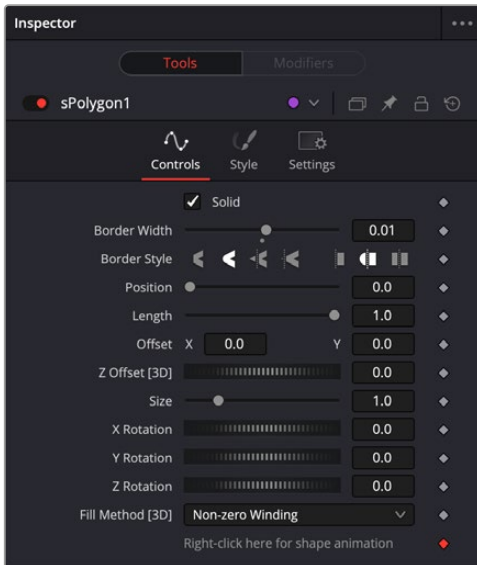 Inspector
Tools Modifiers
sPolygon1
Controls Style Settings
Solid
Border Width 0.01
Border Style
Position 0.0
Length 1.0
Offset X 0.0 Y 0.0
Z Offset [3D] 0.0
Size 1.0
X Rotation 0.0
Y Rotation 0.0
Z Rotation 0.0
Fill Method [3D] Non-zero Winding
Right-click here for shape animation